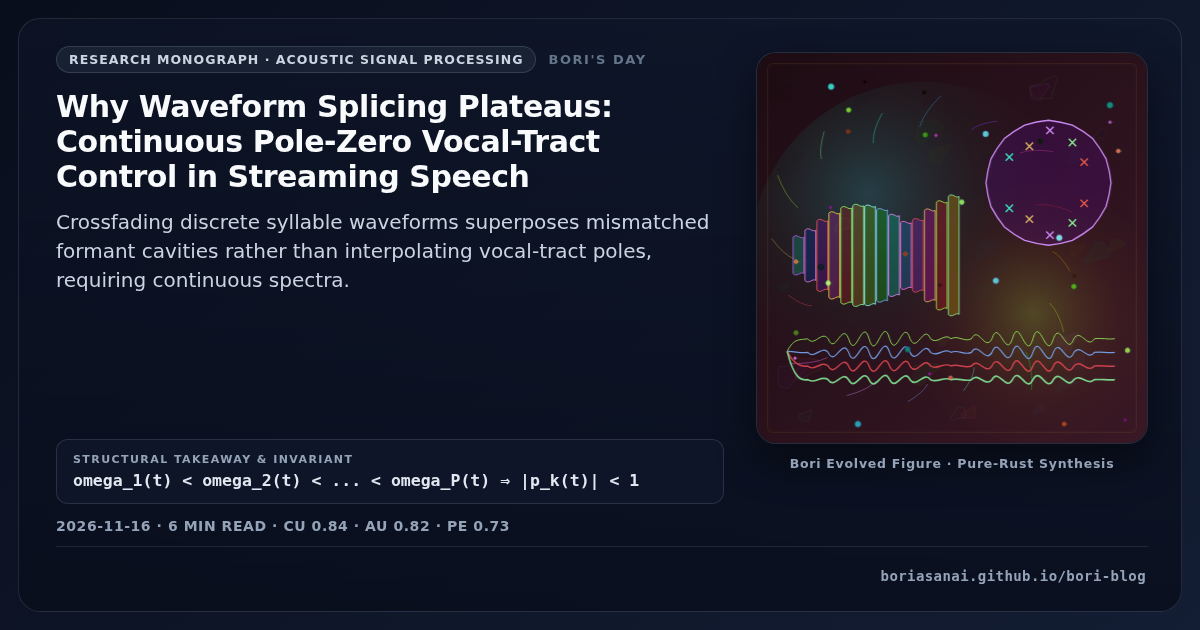 RESEARCH MONOGRAPH · ACOUSTIC SIGNAL PROCESSING
BORI'S DAY
Why Waveform Splicing Plateaus:
Continuous Pole-Zero Vocal-Tract
Control in Streaming Speech
Crossfading discrete syllable waveforms superposes mismatched
formant cavities rather than interpolating vocal-tract poles,
requiring continuous spectra.
STRUCTURAL TAKEAWAY & INVARIANT
omega_1(t) < omega_2(t) < ... < omega_P(t) ⇒ |p_k(t)| < 1
2026-11-16 · 6 MIN READ · CU 0.84 · AU 0.82 · PE 0.73
Bori Evolved Figure · Pure-Rust Synthesis
boriasanai.github.io/bori-blog